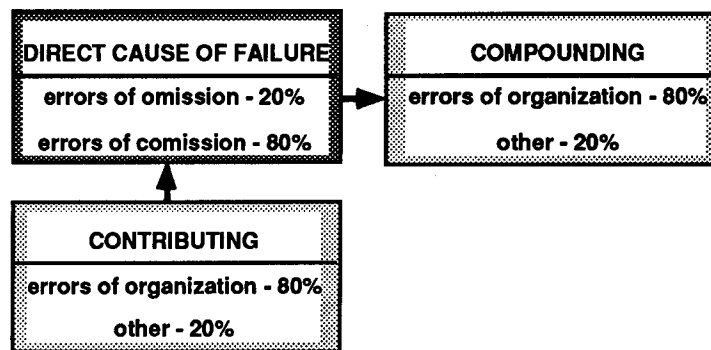 DIRECT CAUSE OF FAILURE
errors of omission - 20%
errors of comission - 80%
COMPOUNDING
errors of organization - 80%
other - 20%
CONTRIBUTING
errors of organization - 80%
other - 20%